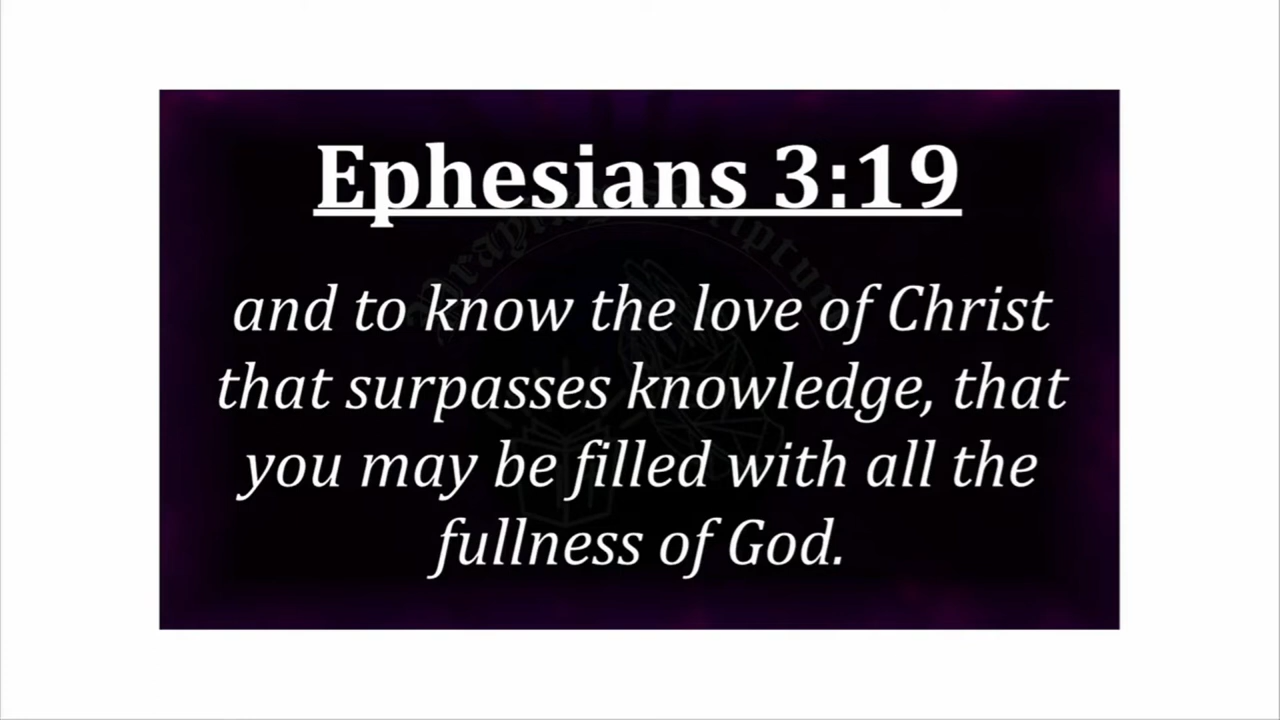 Ephesians 3:19
and to know the love of Christ
that surpasses knowledge, that
you may be filled with all the
fullness of God.